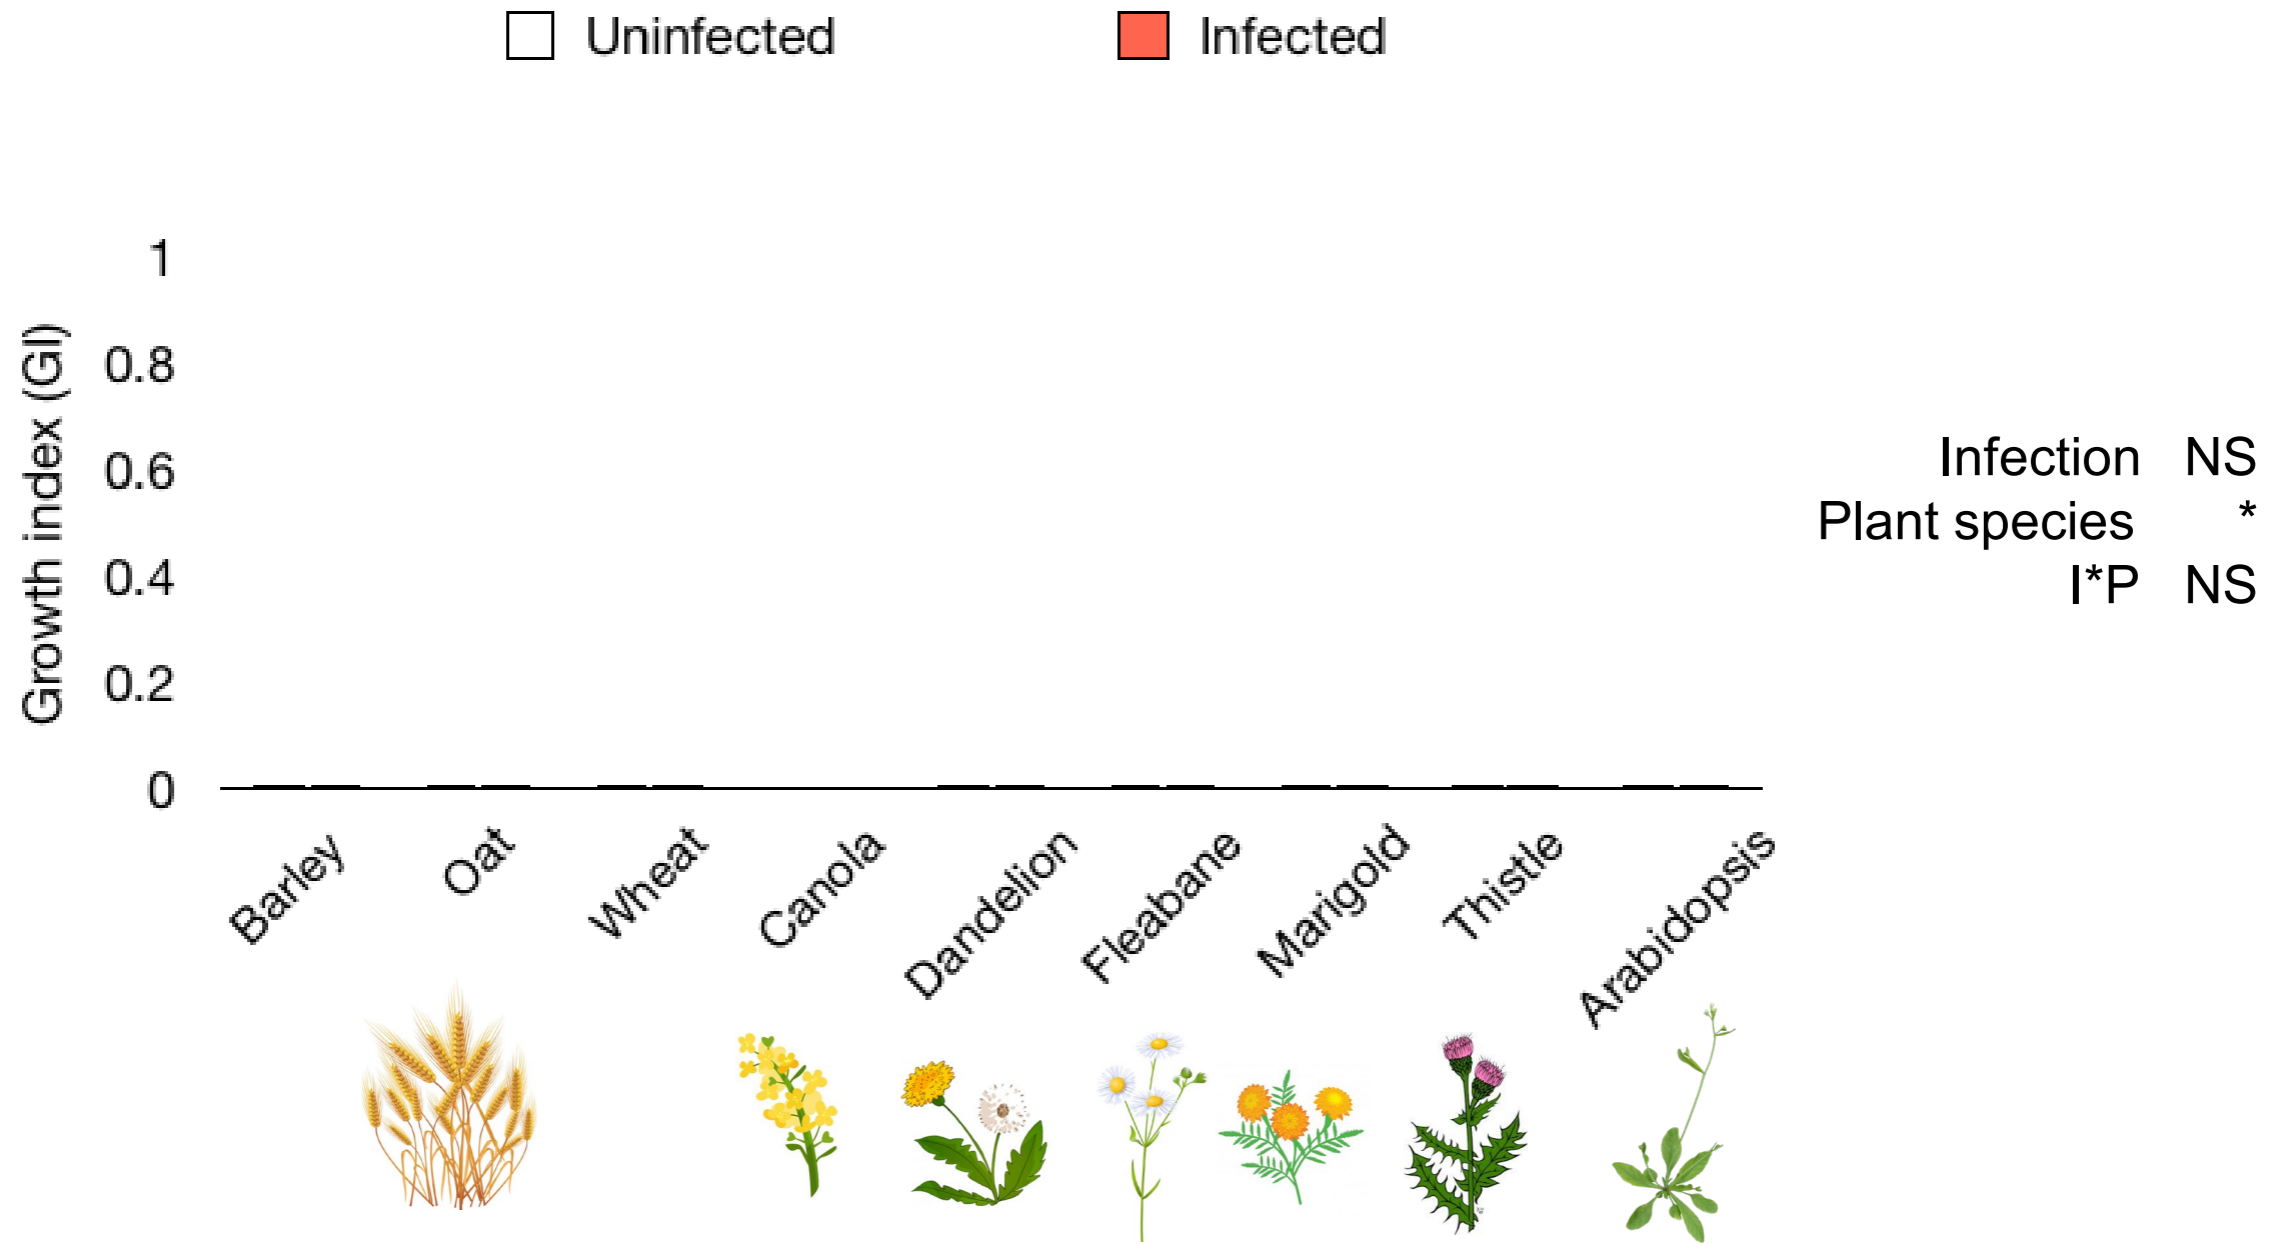 Uninfected Infected
Growth index (GI)
1
0.8
0.6
0.4
0.2
0
Barley
Oat
Wheat
Canola
Dandelion
Fleabane
Marigold
Thistle
Arabidopsis
Infection NS
Plant species *
I*P NS